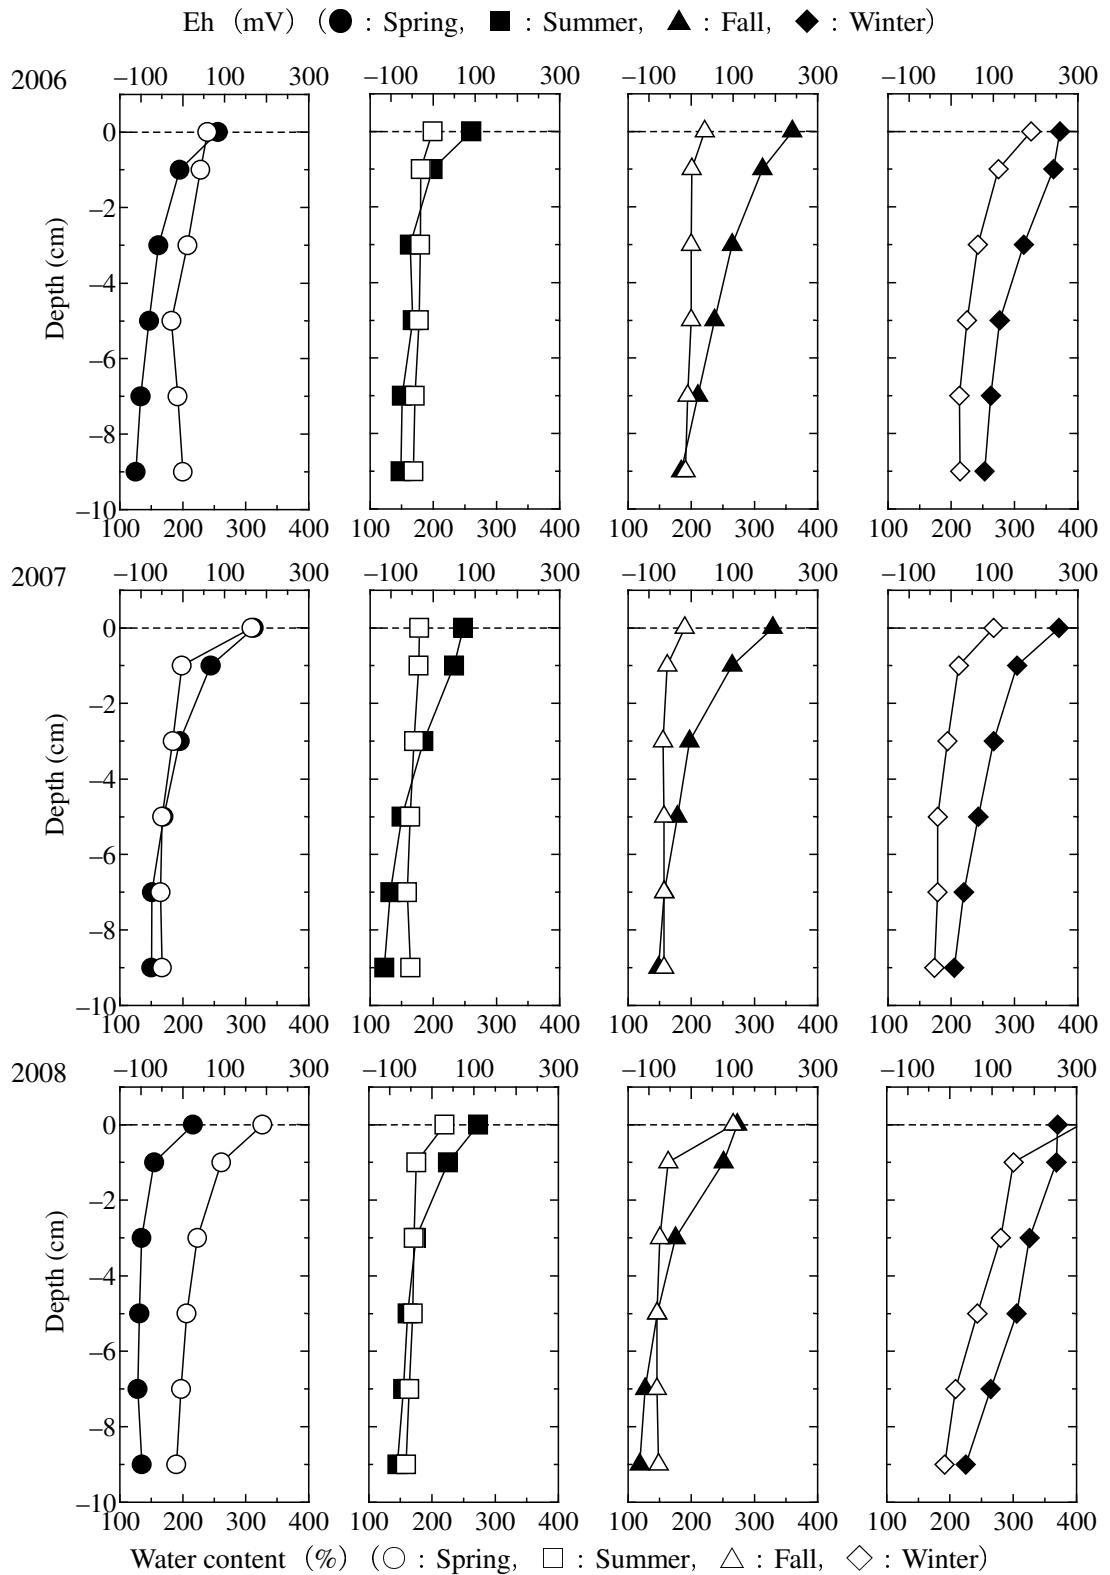 Eh (mV) (● : Spring, ■ : Summer, ▲ : Fall, ◆ : Winter)
2006
−100 100 300 −100 100 300 −100 100 300 −100 100 300
0
−2
−4
−6
−8
−10
Depth (cm)
100 200 300 400 100 200 300 400 100 200 300 400 100 200 300 400
2007
−100 100 300 −100 100 300 −100 100 300 −100 100 300
0
−2
−4
−6
−8
−10
Depth (cm)
100 200 300 400 100 200 300 400 100 200 300 400 100 200 300 400
2008
−100 100 300 −100 100 300 −100 100 300 −100 100 300
0
−2
−4
−6
−8
−10
Depth (cm)
100 200 300 400 100 200 300 400 100 200 300 400 100 200 300 400
Water content (%) (○ : Spring, □ : Summer, △ : Fall, ◇ : Winter)